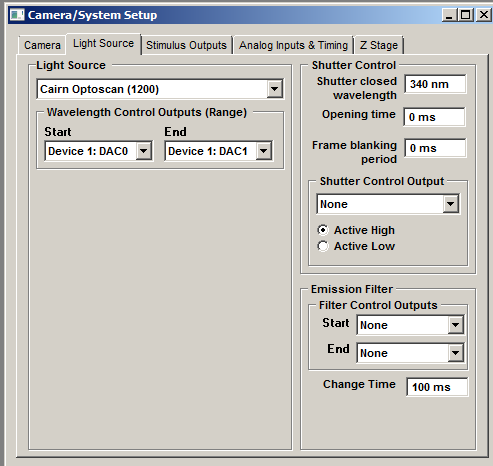 Camera/System Setup
Camera Light Source Stimulus Outputs Analog Inputs & Timing Z Stage
Light Source
Cairn Optoscan (1200)
Wavelength Control Outputs (Range)
Start End
Device 1: DAC0 Device 1: DAC1
Shutter Control
Shutter closed
wavelength
340 nm
Opening time
0 ms
Frame blanking
period
0 ms
Shutter Control Output
None
Active High
Active Low
Emission Filter
Filter Control Outputs
Start None
End None
Change Time 100 ms